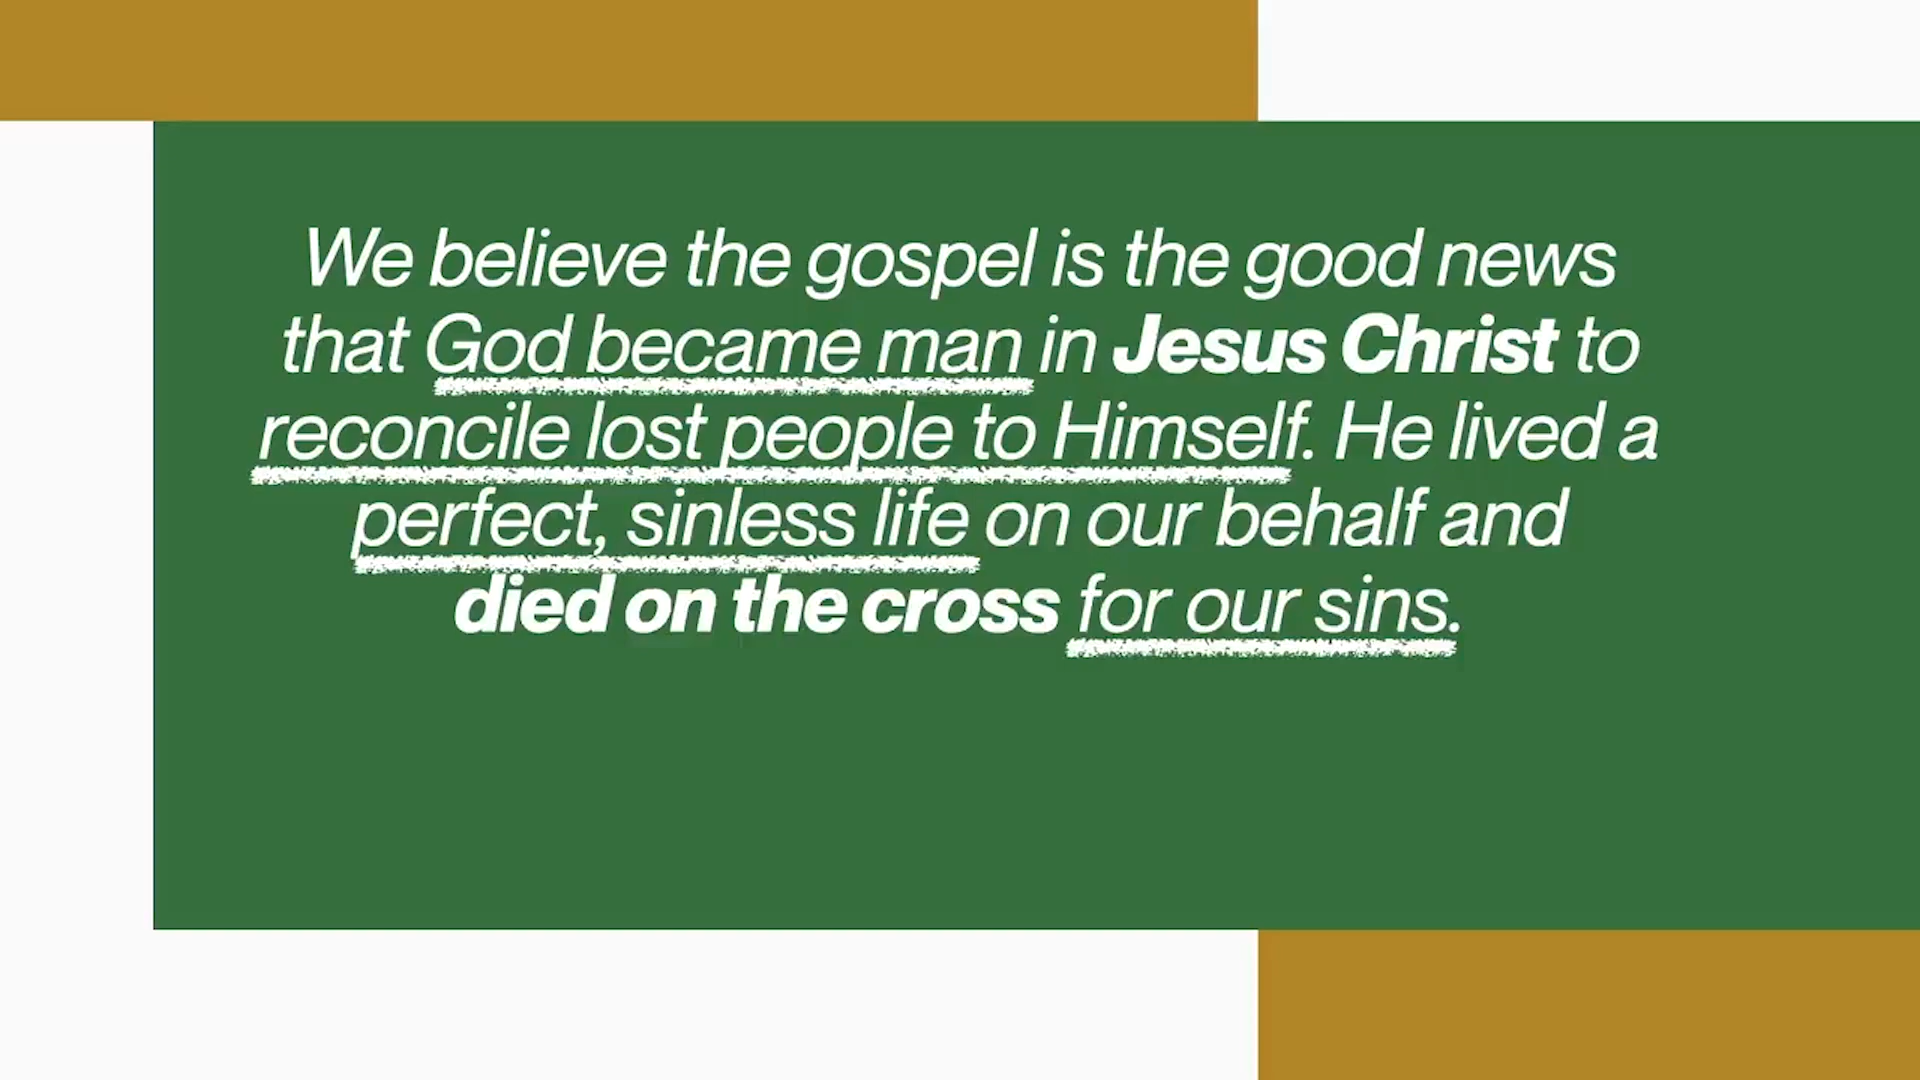 We believe the gospel is the good news
that God became man in Jesus Christ to
reconcile lost people to Himself. He lived a
perfect, sinless life on our behalf and
died on the cross for our sins.